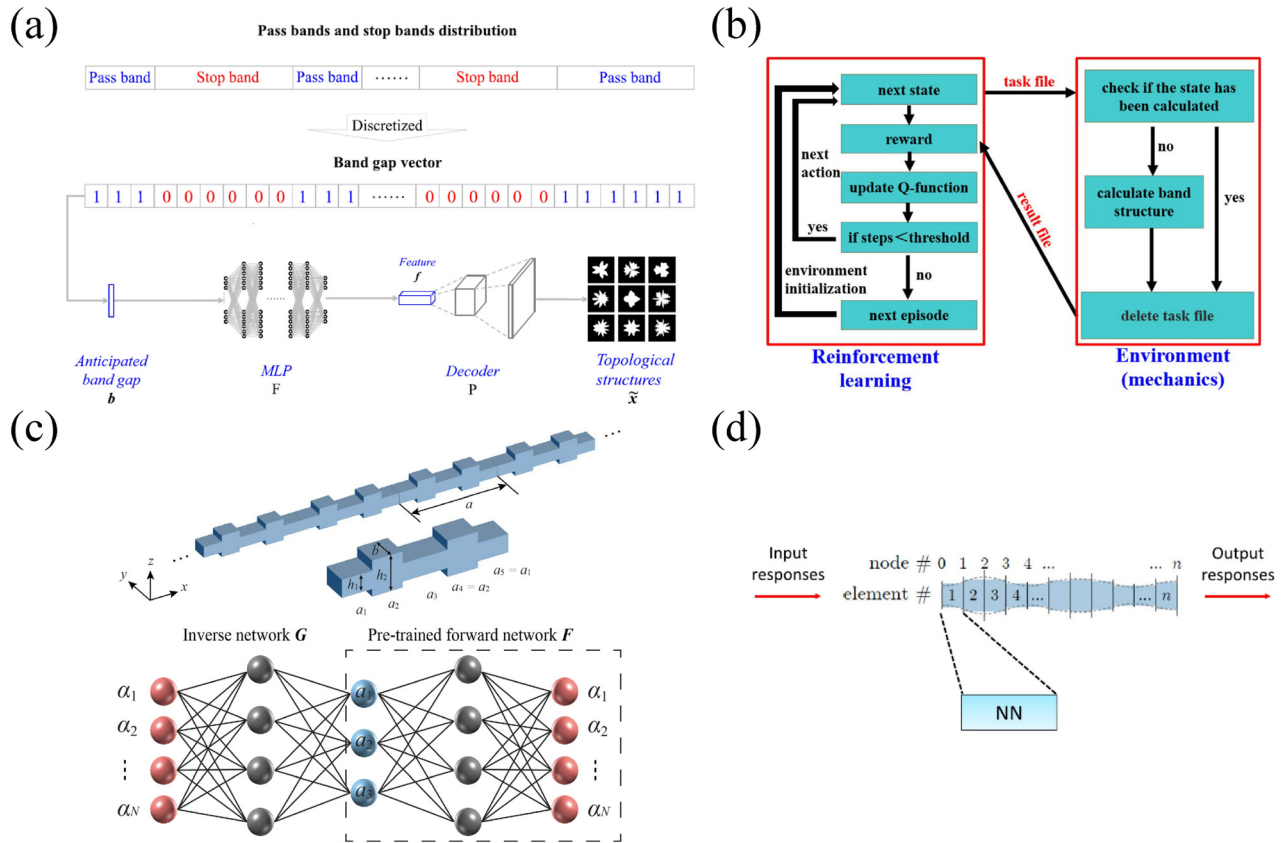 (a)
Pass bands and stop bands distribution
Pass band Stop band Pass band ...... Stop band Pass band
Discretized
Band gap vector
1 1 1 0 0 0 0 0 0 1 1 1 ...... 0 0 0 0 0 0 1 1 1 1 1 1
Feature
f
Anticipated
band gap
b
MLP
F
Decoder
P
Topological
structures
x̃
(b)
next state
reward
update Q-function
if steps<threshold
next episode
next
action
yes
environment
initialization
no
Reinforcement
learning
task file
result file
check if the state has
been calculated
no
yes
calculate band
structure
delete task file
Environment
(mechanics)
(c)
...
a
...
z
y
x
b
h₁
h₂
a₁
a₂
a₃
a₄ = a₂
a₅ = a₁
Inverse network G
Pre-trained forward network F
α₁
α₂
⋮
α_N
a₁
a₂
a₃
α₁
α₂
⋮
α_N
(d)
Input
responses
node # 0 1 2 3 4 ... ... n
element # 1 2 3 4 ... ... n
Output
responses
NN